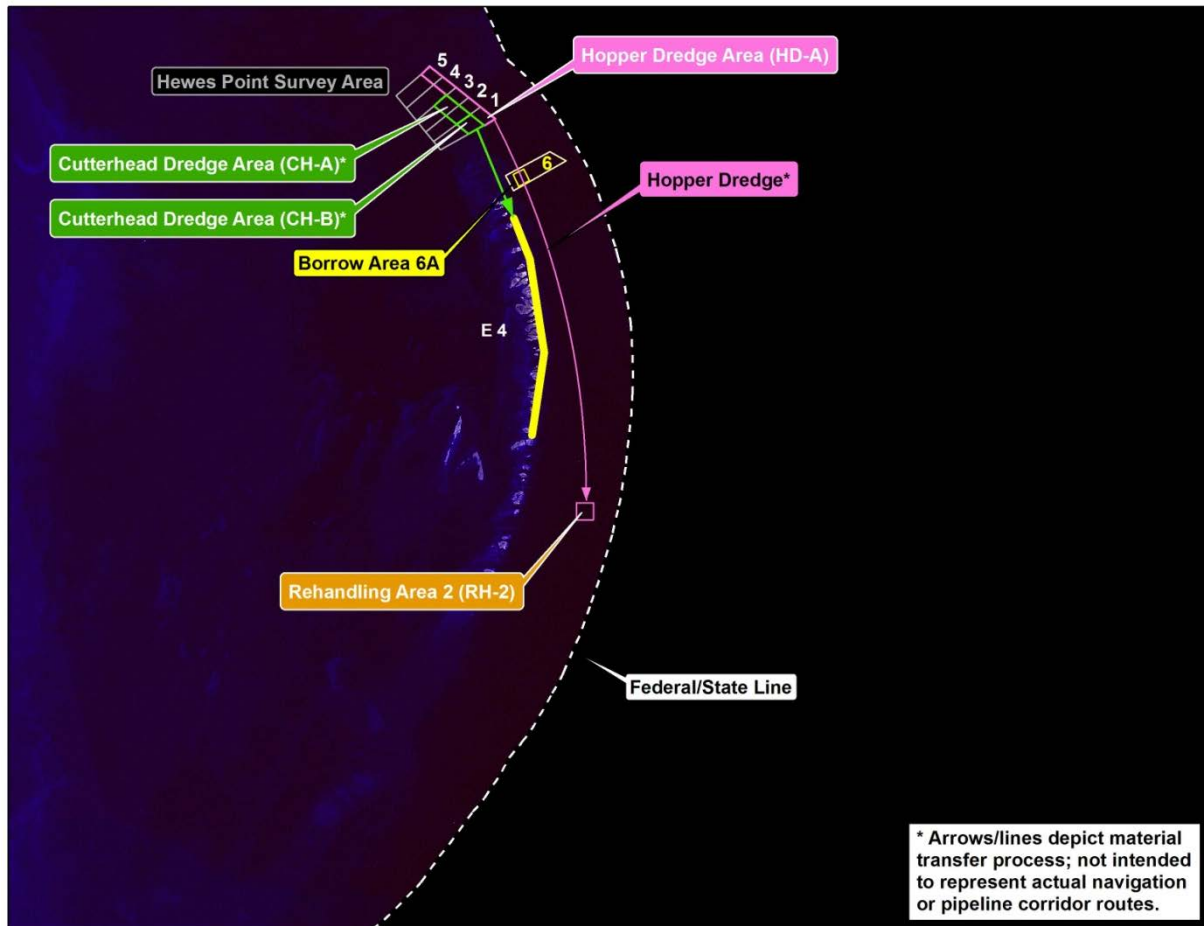 Hopper Dredge Area (HD-A)
5
4
3
2
1
Hewes Point Survey Area
Cutterhead Dredge Area (CH-A)*
6
Hopper Dredge*
Cutterhead Dredge Area (CH-B)*
Borrow Area 6A
E 4
Rehandling Area 2 (RH-2)
Federal/State Line
* Arrows/lines depict material
transfer process; not intended
to represent actual navigation
or pipeline corridor routes.